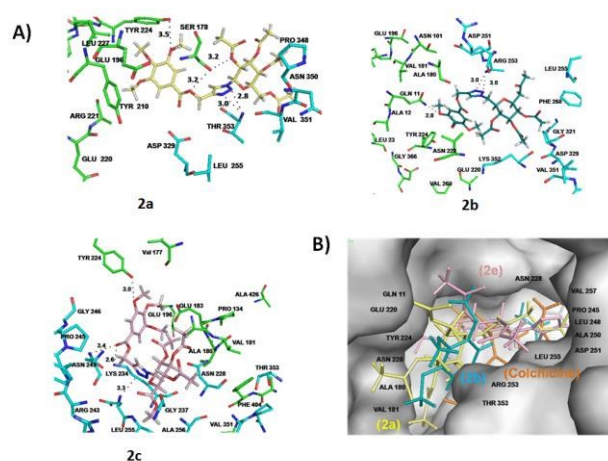 A)
TYR 224
3.5
SER 178
LEU 227
GLU 196
PRO 348
ASN 350
3.2
3.2
2.8
3.0
TYR 210
ARG 221
THR 353
VAL 351
GLU 220
ASP 329
LEU 255
2a
GLU 196
ASN 101
ASP 251
ARG 253
VAL 181
ALA 180
3.0
3.0
LEU 255
GLN 11
PHE 268
ALA 12
2.8
GLY 321
LEU 23
TYR 224
ASN 228
ASP 329
GLY 366
GLU 220
LYS 352
VAL 351
VAL 260
2b
Val 177
TYR 224
3.0
GLY 246
GLU 183
GLU 196
PRO 134
ALA 426
PRO 245
VAL 181
3.4
ASN 249
2.6
ALA 180
LYS 234
ASN 228
THR 353
3.3
ARG 243
GLY 237
PHE 404
LEU 255
ALA 256
VAL 351
2c
B)
(2e)
ASN 228
VAL 257
GLN 11
GLU 220
PRO 245
LEU 248
TYR 224
ALA 250
ASP 251
LEU 255
ASN 228
ARG 253
ALA 180
(Colchicine)
THR 353
VAL 181
(2a)